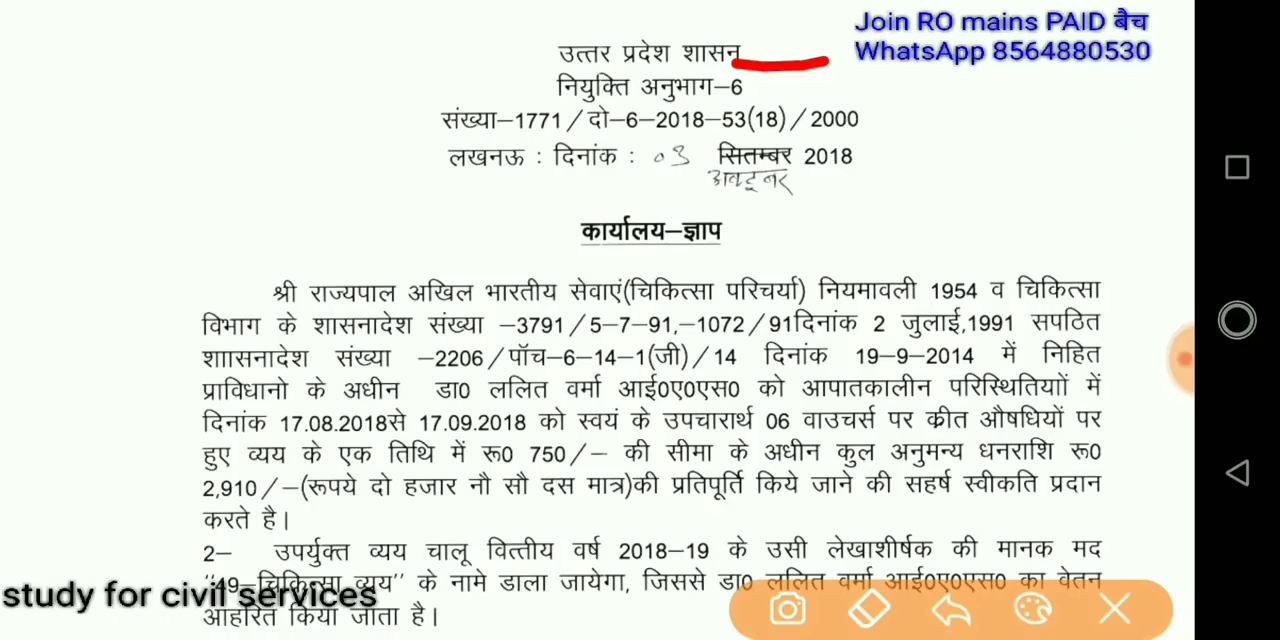 Join RO mains PAID बैच
WhatsApp 8564880530
उत्तर प्रदेश शासन
नियुक्ति अनुभाग-6
संख्या-1771/दो-6-2018-53(18)/2000
लखनऊ : दिनांक : 03 सितम्बर 2018
अक्टूबर
कार्यालय-ज्ञाप
श्री राज्यपाल अखिल भारतीय सेवाएं(चिकित्सा परिचर्या) नियमावली 1954 व चिकित्सा
विभाग के शासनादेश संख्या -3791/5-7-91,-1072/91दिनांक 2 जुलाई,1991 सपठित
शाासनादेश संख्या -2206/पॉच-6-14-1(जी)/14 दिनांक 19-9-2014 में निहित
प्राविधानो के अधीन डा0 ललित वर्मा आई0ए0एस0 को आपातकालीन परिस्थितियाों में
दिनांक 17.08.2018से 17.09.2018 को स्वयं के उपचारार्थ 06 वाउचर्स पर क्रीत औषधियों पर
हुए व्यय के एक तिथि में रू0 750/- की सीमा के अधीन कुल अनुमन्य धनराशि रू0
2,910/-(रूपये दो हजार नौ सौ दस मात्र)की प्रतिपूर्ति किये जाने की सहर्ष स्वीकति प्रदान
करते है।
2- उपर्युक्त व्यय चालू वित्तीय वर्ष 2018-19 के उसी लेखाशीर्षक की मानक मद
"49-चिकित्सा व्यय" के नामे डाला जायेगा, जिससे डा0 ललित वर्मा आई0ए0एस0 का वेतन
आहरित किया जाता है।
study for civil services